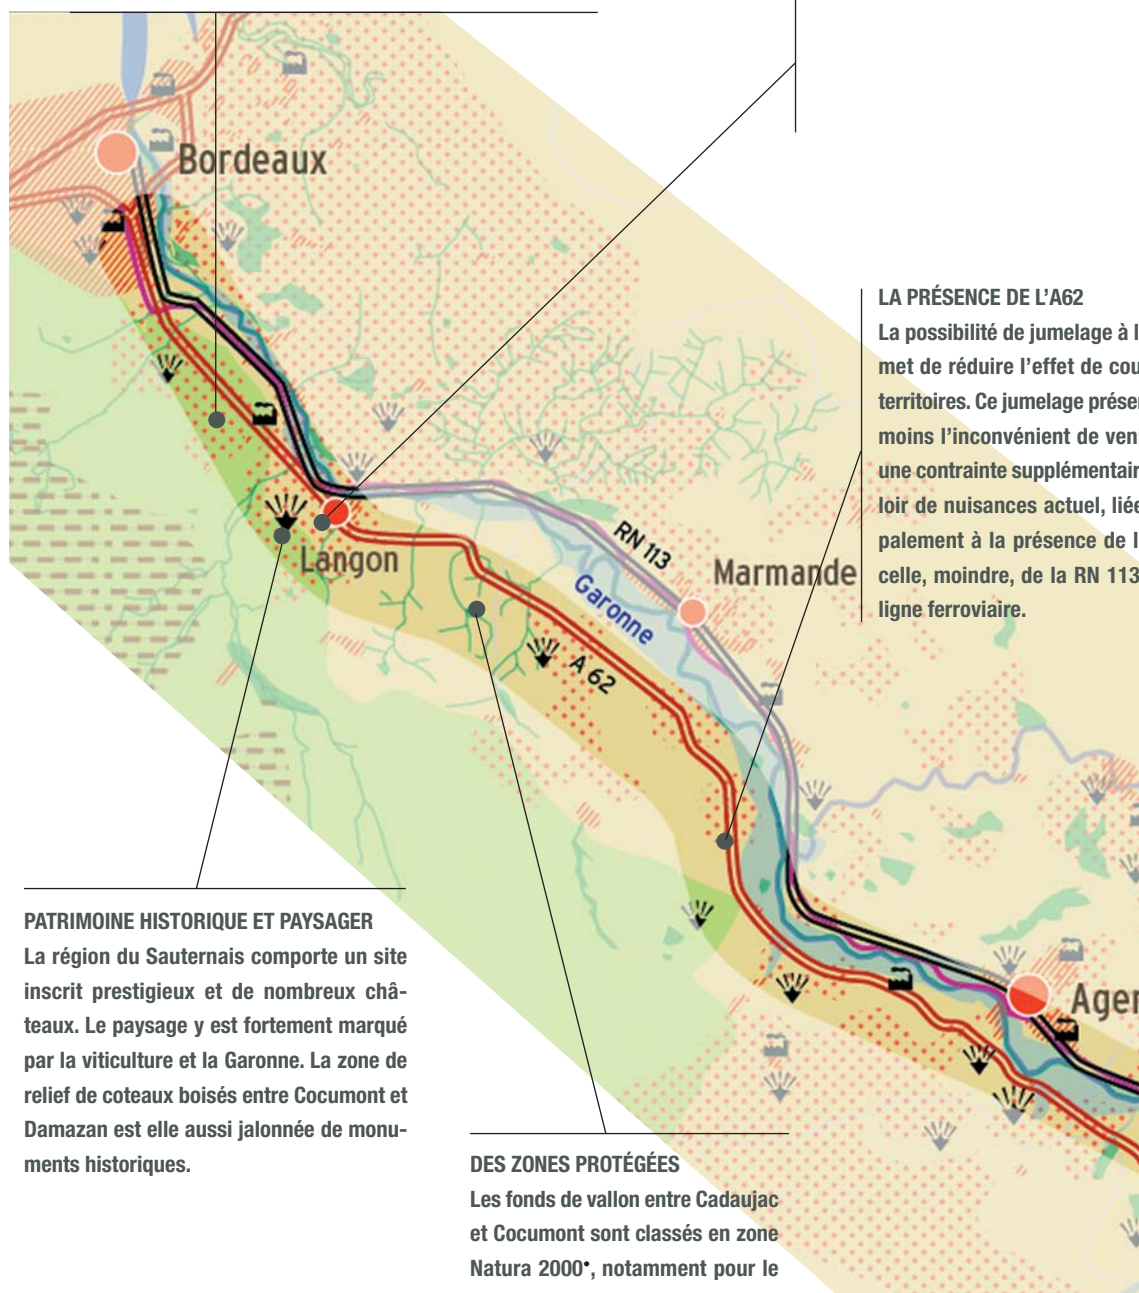 Bordeaux
LA PRÉSENCE DE L'A62
La possibilité de jumelage à l
met de réduire l'effet de cou
territoires. Ce jumelage présen
moins l'inconvénient de ven
une contrainte supplémentair
loir de nuisances actuel, liée
palement à la présence de l
celle, moindre, de la RN 113
ligne ferroviaire.
RN 113
Langon
Garonne
Marmande
A 62
PATRIMOINE HISTORIQUE ET PAYSAGER
La région du Sauternais comporte un site
inscrit prestigieux et de nombreux châ-
teaux. Le paysage y est fortement marqué
par la viticulture et la Garonne. La zone de
relief de coteaux boisés entre Cocumont et
Damazan est elle aussi jalonnée de monu-
ments historiques.
Agen
DES ZONES PROTÉGÉES
Les fonds de vallon entre Cadaujac
et Cocumont sont classés en zone
Natura 2000•, notamment pour le